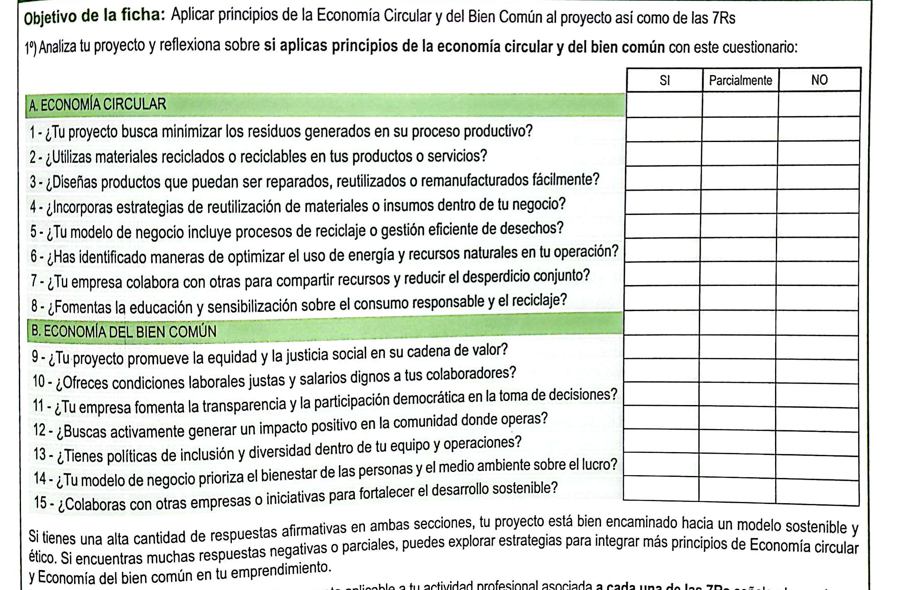 Objetivo de la ficha: Aplicar principios de la Economía Circular y del Bien Común al proyecto así como de las 7Rs
1º) Analiza tu proyecto y reflexiona sobre si aplicas principios de la economía circular y del bien común con este cuestionario:
SI Parcialmente NO
A. ECONOMÍA CIRCULAR
1 - ¿Tu proyecto busca minimizar los residuos generados en su proceso productivo?
2 - ¿Utilizas materiales reciclados o reciclables en tus productos o servicios?
3 - ¿Diseñas productos que puedan ser reparados, reutilizados o remanufacturados fácilmente?
4 - ¿Incorporas estrategias de reutilización de materiales o insumos dentro de tu negocio?
5 - ¿Tu modelo de negocio incluye procesos de reciclaje o gestión eficiente de desechos?
6 - ¿Has identificado maneras de optimizar el uso de energía y recursos naturales en tu operación?
7 - ¿Tu empresa colabora con otras para compartir recursos y reducir el desperdicio conjunto?
8 - ¿Fomentas la educación y sensibilización sobre el consumo responsable y el reciclaje?
B. ECONOMÍA DEL BIEN COMÚN
9 - ¿Tu proyecto promueve la equidad y la justicia social en su cadena de valor?
10 - ¿Ofreces condiciones laborales justas y salarios dignos a tus colaboradores?
11 - ¿Tu empresa fomenta la transparencia y la participación democrática en la toma de decisiones?
12 - ¿Buscas activamente generar un impacto positivo en la comunidad donde operas?
13 - ¿Tienes políticas de inclusión y diversidad dentro de tu equipo y operaciones?
14 - ¿Tu modelo de negocio prioriza el bienestar de las personas y el medio ambiente sobre el lucro?
15 - ¿Colaboras con otras empresas o iniciativas para fortalecer el desarrollo sostenible?
Si tienes una alta cantidad de respuestas afirmativas en ambas secciones, tu proyecto está bien encaminado hacia un modelo sostenible y
ético. Si encuentras muchas respuestas negativas o parciales, puedes explorar estrategias para integrar más principios de Economía circular
y Economía del bien común en tu emprendimiento.
aplicable a tu actividad profesional asociada a cada una de las 7Rs